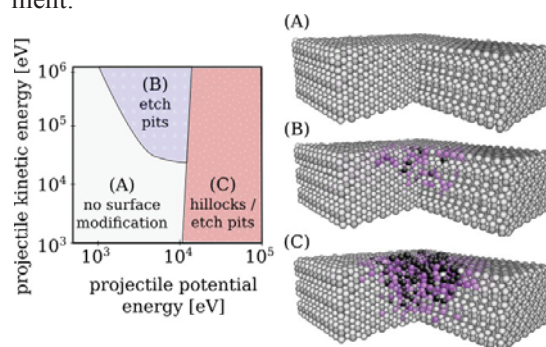 ment.
projectile kinetic energy [eV]
10⁶
10⁵
10⁴
10³
(B)
etch
pits
(A)
no surface
modification
(C)
hillocks /
etch pits
10³
10⁴
10⁵
projectile potential
energy [eV]
(A)
(B)
(C)